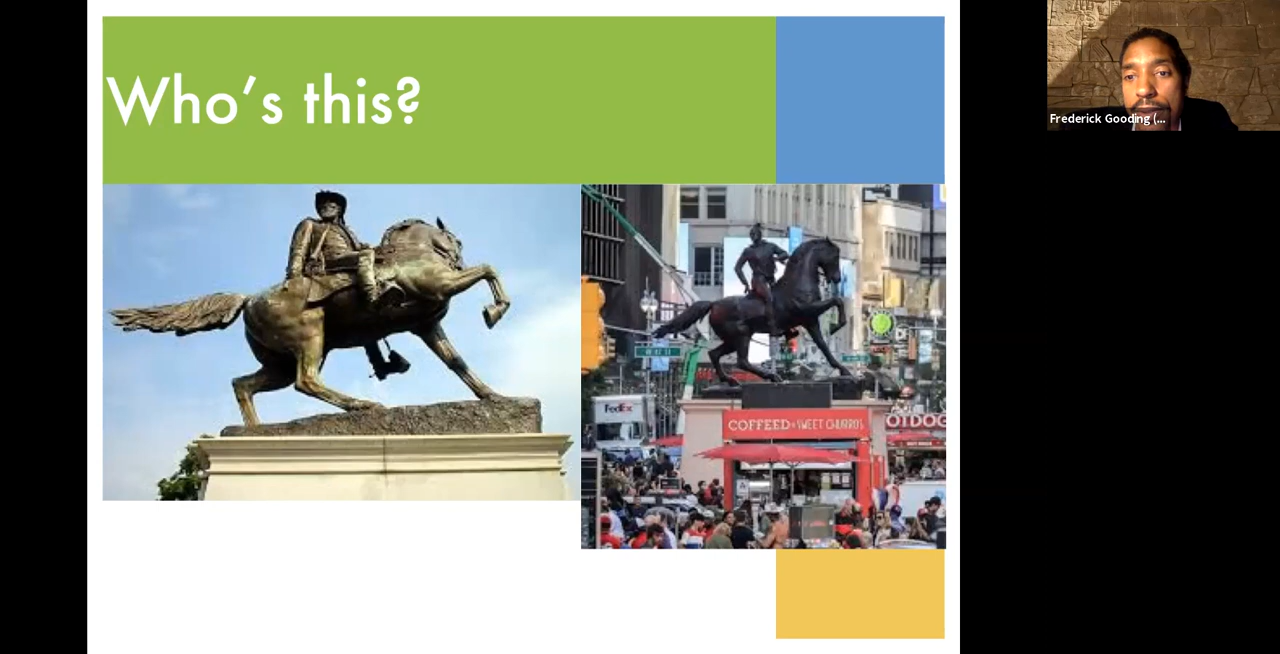 Who's this?
Frederick Gooding (...
FedEx
COFFEED
SWEET CHURROS
OTDOG